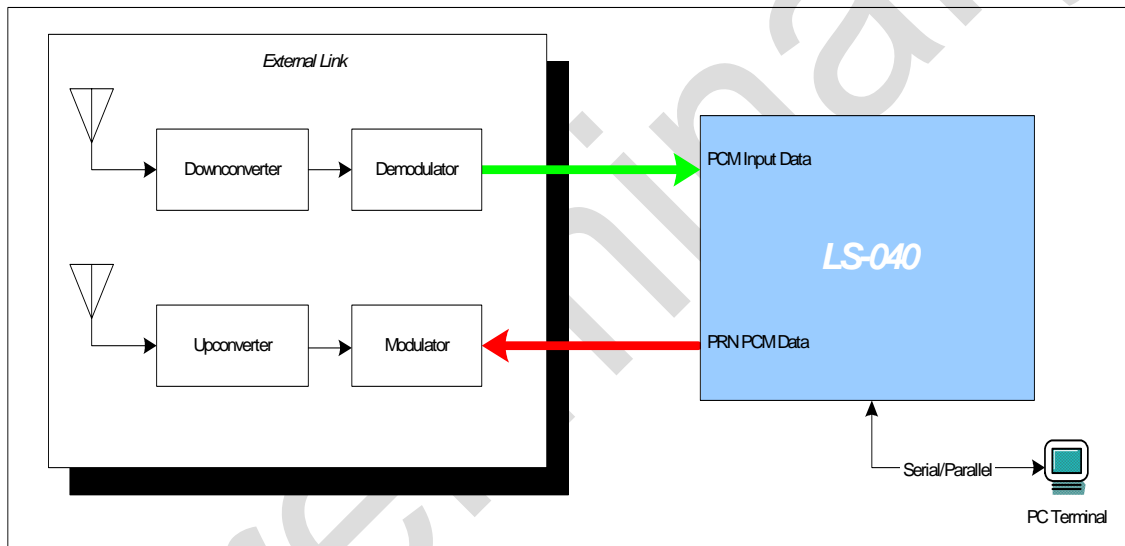 External Link
Downconverter
Demodulator
PCM Input Data
LS-040
Upconverter
Modulator
PRN PCM Data
Serial/Parallel
PC Terminal